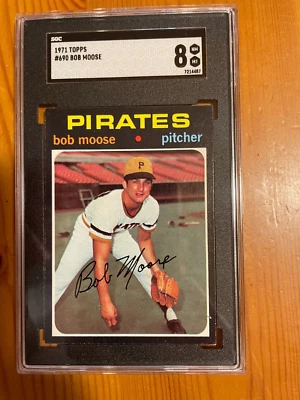 SGC
1971 TOPPS
#690 BOB MOOSE
8
NM
MT
7214487
PIRATES
bob moose • pitcher
P
Bob Moose